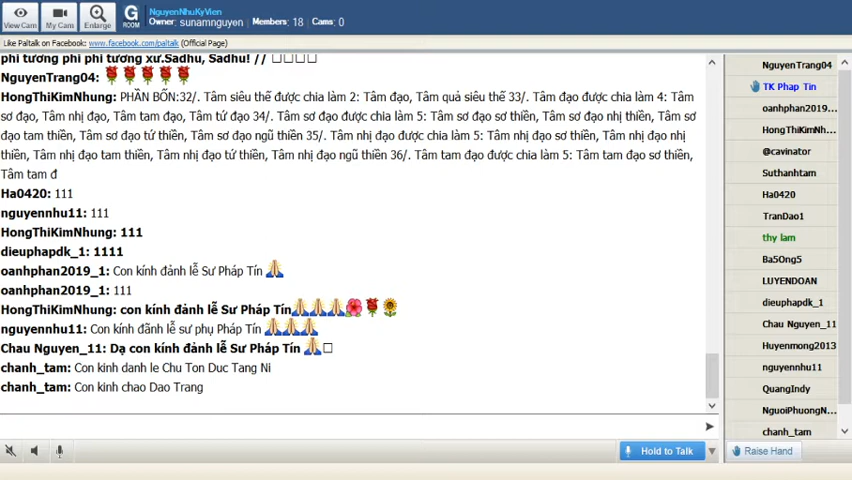 NguyenNhuKyVien
Owner: sunamnguyen Members: 18 Cams: 0
View Cam My Cam Enlarge G ROOM
Like Paltalk on Facebook: www.facebook.com/paltalk (Official Page)
phi tương phi phi tương xứ.Sadhu, Sadhu! //
NguyenTrang04:
HongThiKimNhung: PHẦN BỐN:32/. Tâm siêu thế được chia làm 2: Tâm đạo, Tâm quả siêu thế 33/. Tâm đạo được chia làm 4: Tâm
sơ đạo, Tâm nhị đạo, Tâm tam đạo, Tâm tứ đạo 34/. Tâm sơ đạo được chia làm 5: Tâm sơ đạo sơ thiền, Tâm sơ đạo nhị thiền, Tâm sơ
đạo tam thiền, Tâm sơ đạo tứ thiền, Tâm sơ đạo ngũ thiền 35/. Tâm nhị đạo được chia làm 5: Tâm nhị đạo sơ thiền, Tâm nhị đạo nhị
thiền, Tâm nhị đạo tam thiền, Tâm nhị đạo tứ thiền, Tâm nhị đạo ngũ thiền 36/. Tâm tam đạo được chia làm 5: Tâm tam đạo sơ thiền,
Tâm tam đ
Ha0420: 111
nguyennhu11: 111
HongThiKimNhung: 111
dieuphapdk_1: 1111
oanhphan2019_1: Con kính đảnh lễ Sư Pháp Tín
oanhphan2019_1: 111
HongThiKimNhung: con kính đảnh lễ Sư Pháp Tín
nguyennhu11: Con kính đãnh lễ sư phụ Pháp Tín
Chau Nguyen_11: Dạ con kính đảnh lễ Sư Pháp Tín
chanh_tam: Con kinh danh le Chu Ton Duc Tang Ni
chanh_tam: Con kinh chao Dao Trang
Hold to Talk
NguyenTrang04
TK Phap Tin
oanhphan2019...
HongThiKimNh...
@cavinator
Suthanhtam
Ha0420
TranDao1
thy lam
Ba5Ong5
LUYENDOAN
dieuphapdk_1
Chau Nguyen_11
Huyenmong2013
nguyennhu11
QuangIndy
NguoiPhuongN...
chanh_tam
Raise Hand